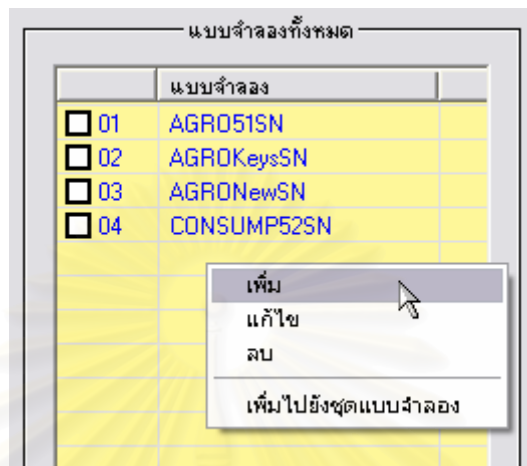 แบบจำลองทั้งหมด
แบบจำลอง
01 AGRO51SN
02 AGROKeysSN
03 AGRONewSN
04 CONSUMP52SN
เพิ่ม
แก้ไข
ลบ
เพิ่มไปยังชุดแบบจำลอง